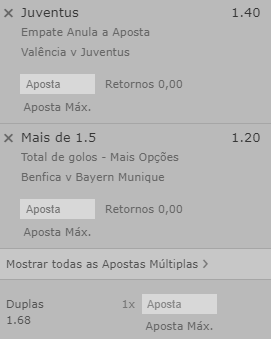 Juventus 1.40
Empate Anula a Aposta
Valência v Juventus
Aposta Retornos 0,00
Aposta Máx.
Mais de 1.5 1.20
Total de golos - Mais Opções
Benfica v Bayern Munique
Aposta Retornos 0,00
Aposta Máx.
Mostrar todas as Apostas Múltiplas >
Duplas 1x Aposta
1.68
Aposta Máx.